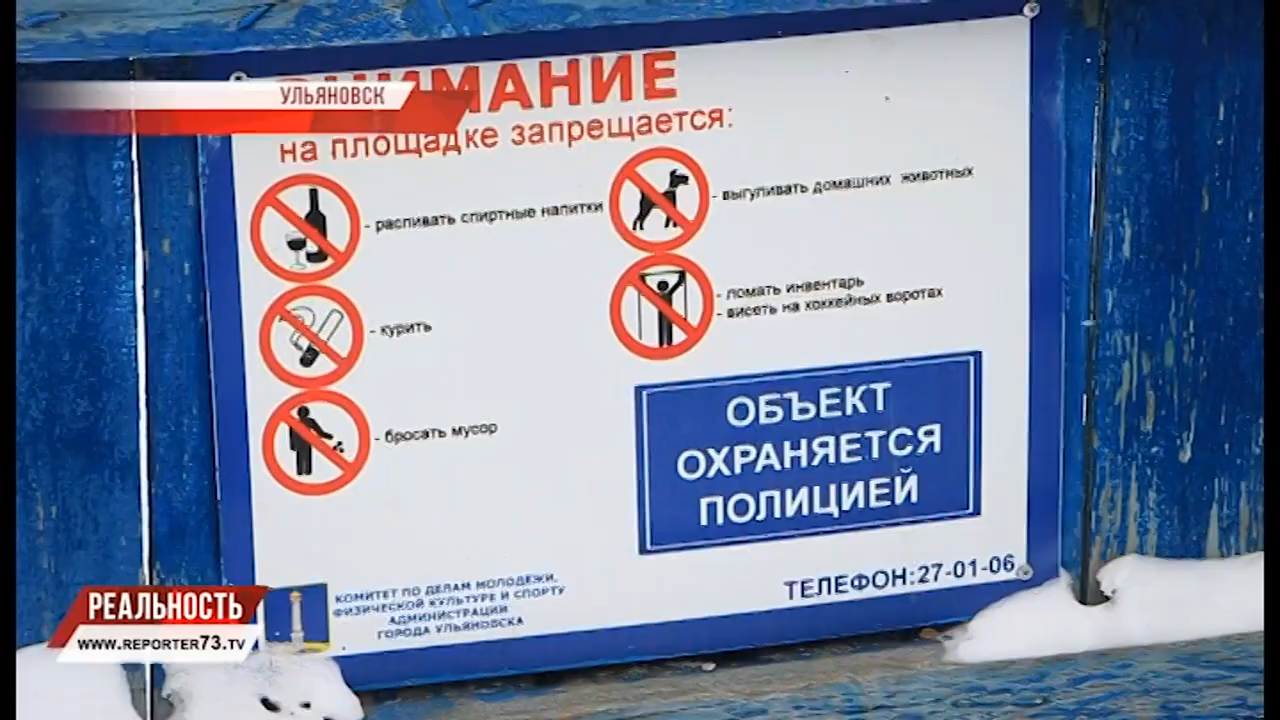 УЛЬЯНОВСК
ВНИМАНИЕ
на площадке запрещается:
- распивать спиртные напитки
- курить
- бросать мусор
- выгуливать домашних животных
- ломать инвентарь
- висеть на хоккейных воротах
ОБЪЕКТ
ОХРАНЯЕТСЯ
ПОЛИЦИЕЙ
ТЕЛЕФОН:27-01-06
КОМИТЕТ ПО ДЕЛАМ МОЛОДЕЖИ,
ФИЗИЧЕСКОЙ КУЛЬТУРЕ И СПОРТУ
АДМИНИСТРАЦИИ
ГОРОДА УЛЬЯНОВСКА
РЕАЛЬНОСТЬ
WWW.REPORTER73.TV